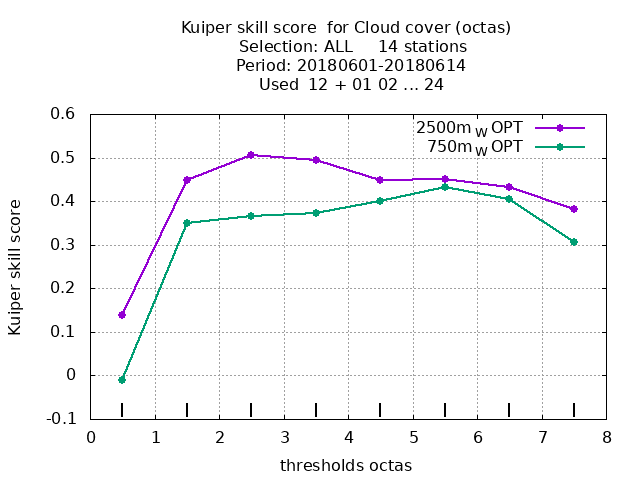 Kuiper skill score  for Cloud cover (octas)
Selection: ALL     14 stations
Period: 20180601-20180614
Used  12 + 01 02 ... 24
2500m_W OPT
750m_W OPT
0.6
0.5
0.4
0.3
0.2
0.1
0
-0.1
Kuiper skill score
0 1 2 3 4 5 6 7 8
thresholds octas